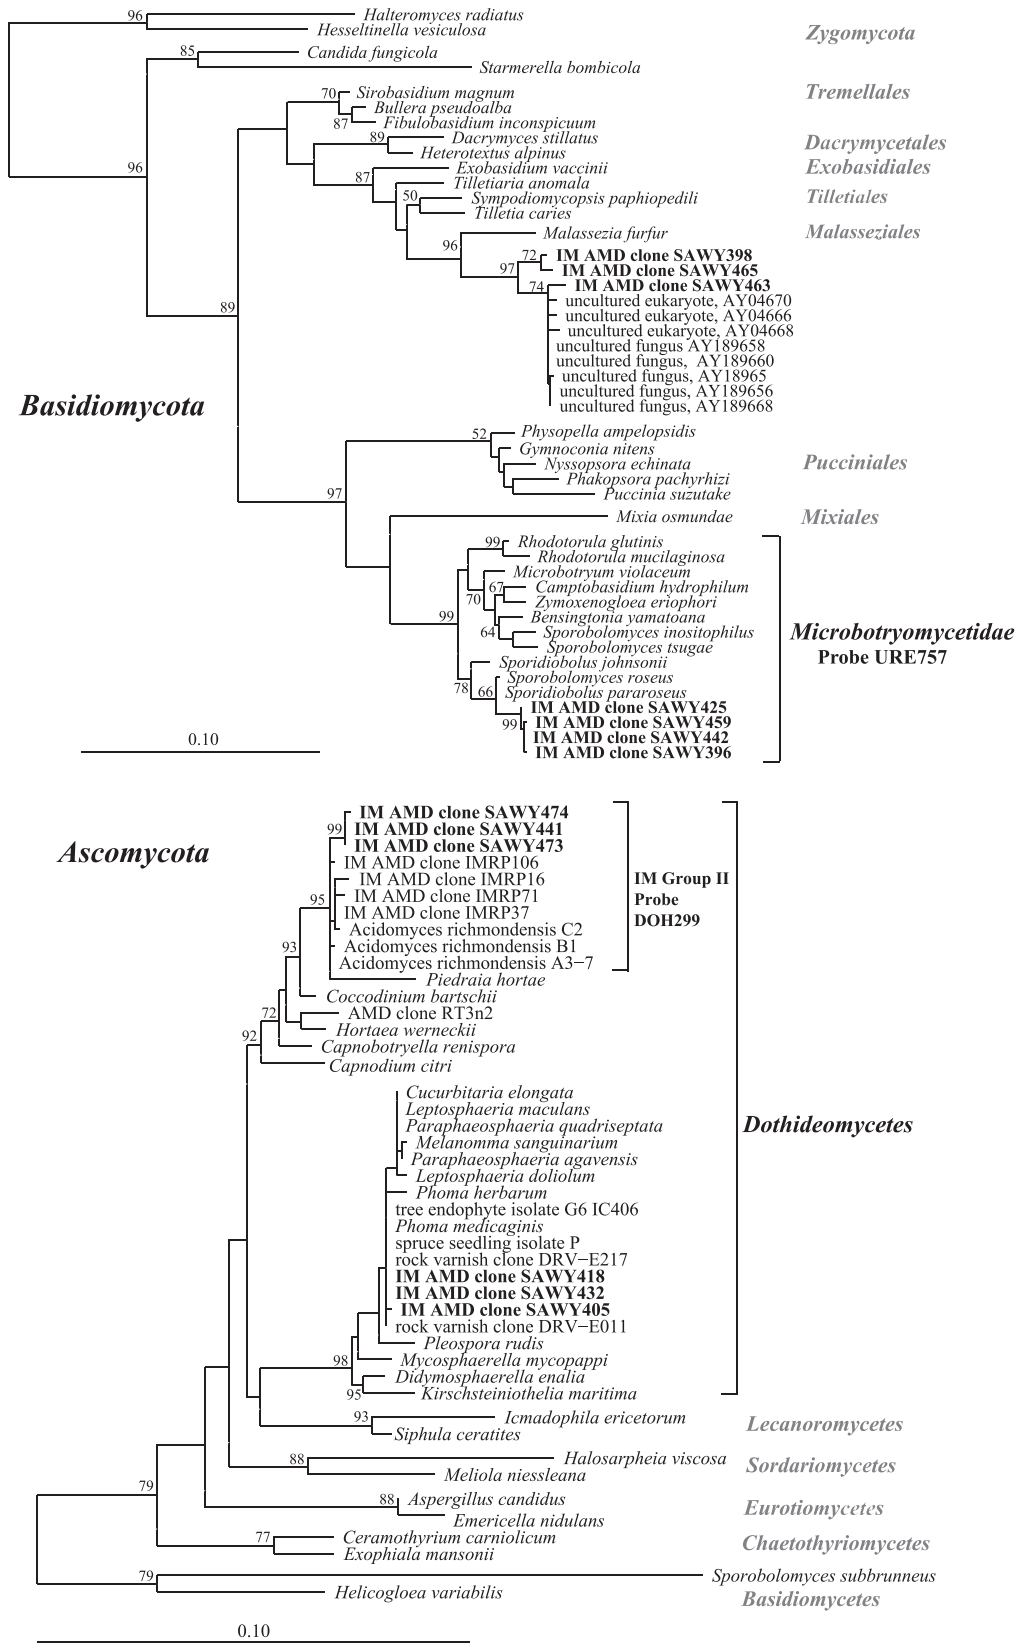 96
Halteromyces radiatus
Hesseltinella vesiculosa
Zygomycota
85
Candida fungicola
Starmerella bombicola
96
70
Sirobasidium magnum
Tremellales
Bullera pseudoalba
87
Fibulobasidium inconspicuum
89
Dacrymyces stillatus
Dacrymycetales
Heterotextus alpinus
87
Exobasidium vaccinii
Exobasidiales
Tilletiaria anomala
50
Sympodiomycopsis paphiopedili
Tilletiales
Tilletia caries
96
Malassezia furfur
Malasseziales
72
IM AMD clone SAWY398
97
IM AMD clone SAWY465
74
IM AMD clone SAWY463
uncultured eukaryote, AY04670
89
uncultured eukaryote, AY04666
uncultured eukaryote, AY04668
uncultured fungus AY189658
uncultured fungus, AY189660
uncultured fungus, AY18965
uncultured fungus, AY189656
uncultured fungus, AY189668
Basidiomycota
52
Physopella ampelopsidis
Gymnoconia nitens
Nyssopsora echinata
Pucciniales
Phakopsora pachyrhizi
97
Puccinia suzutake
Mixia osmundae
Mixiales
99
Rhodotorula glutinis
Rhodotorula mucilaginosa
Microbotryum violaceum
67
Camptobasidium hydrophilum
70
Zymoxenogloea eriophori
99
Bensingtonia yamatoana
64
Sporobolomyces inositophilus
Microbotryomycetidae
Sporobolomyces tsugae
Probe URE757
Sporidiobolus johnsonii
Sporobolomyces roseus
78
66
Sporidiobolus pararoseus
IM AMD clone SAWY425
99
IM AMD clone SAWY459
IM AMD clone SAWY442
IM AMD clone SAWY396
0.10
Ascomycota
IM AMD clone SAWY474
99
IM AMD clone SAWY441
IM AMD clone SAWY473
IM AMD clone IMRP106
IM AMD clone IMRP16
IM Group II
95
IM AMD clone IMRP71
Probe
IM AMD clone IMRP37
DOH299
Acidomyces richmondensis C2
93
Acidomyces richmondensis B1
Acidomyces richmondensis A3−7
Piedraia hortae
Coccodinium bartschii
72
AMD clone RT3n2
Hortaea werneckii
92
Capnobotryella renispora
Capnodium citri
Cucurbitaria elongata
Leptosphaeria maculans
Paraphaeosphaeria quadriseptata
Dothideomycetes
Melanomma sanguinarium
Paraphaeosphaeria agavensis
Leptosphaeria doliolum
Phoma herbarum
tree endophyte isolate G6 IC406
Phoma medicaginis
spruce seedling isolate P
rock varnish clone DRV−E217
IM AMD clone SAWY418
IM AMD clone SAWY432
IM AMD clone SAWY405
rock varnish clone DRV−E011
Pleospora rudis
98
Mycosphaerella mycopappi
Didymosphaerella enalia
95
Kirschsteiniothelia maritima
93
Icmadophila ericetorum
Lecanoromycetes
Siphula ceratites
88
Halosarpheia viscosa
Sordariomycetes
Meliola niessleana
79
88
Aspergillus candidus
Eurotiomycetes
Emericella nidulans
77
Ceramothyrium carniolicum
Chaetothyriomycetes
Exophiala mansonii
79
Sporobolomyces subbrunneus
Helicogloea variabilis
Basidiomycetes
0.10